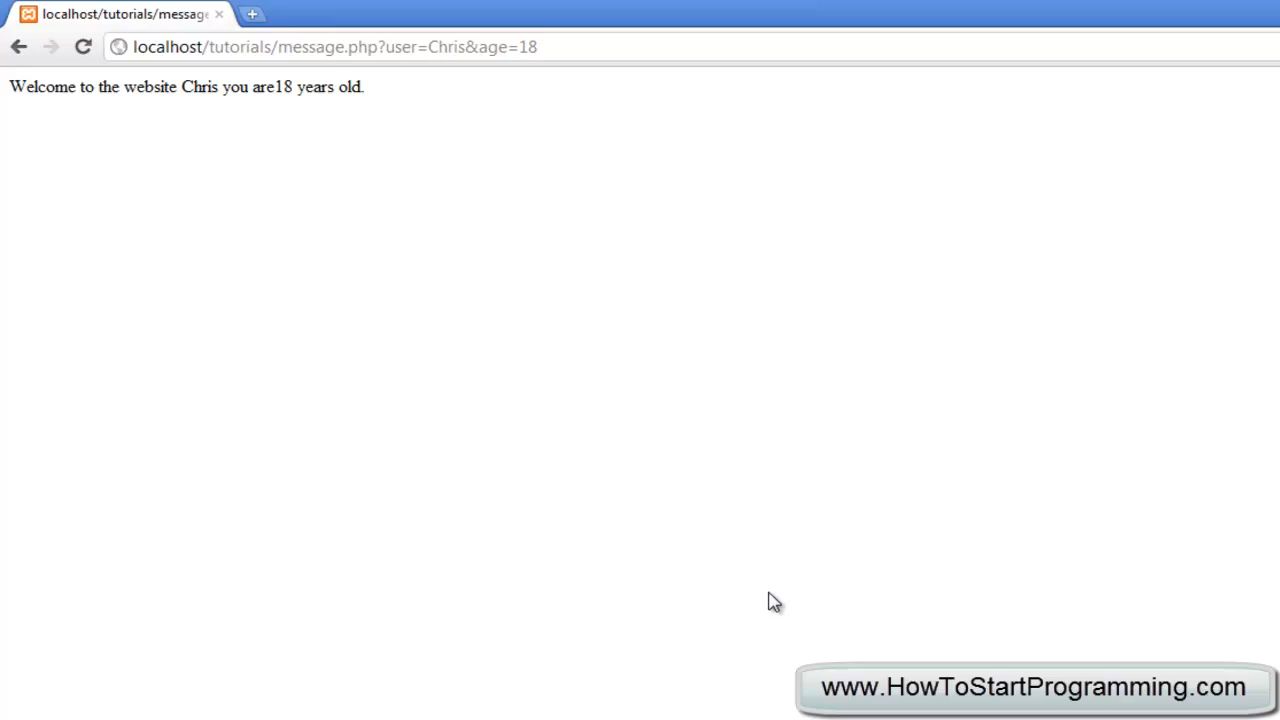 localhost/tutorials/message
localhost/tutorials/message.php?user=Chris&age=18
Welcome to the website Chris you are18 years old.
www.HowToStartProgramming.com